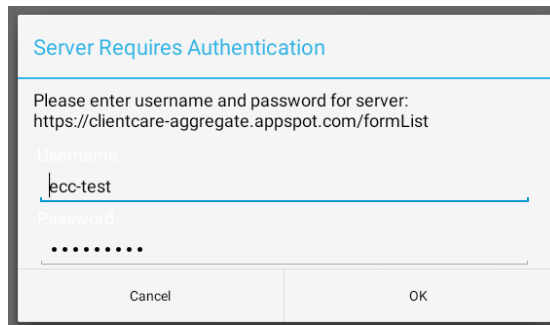 Server Requires Authentication
Please enter username and password for server:
https://clientcare-aggregate.appspot.com/formList
Username
ecc-test
Password
•••••••••
Cancel
OK